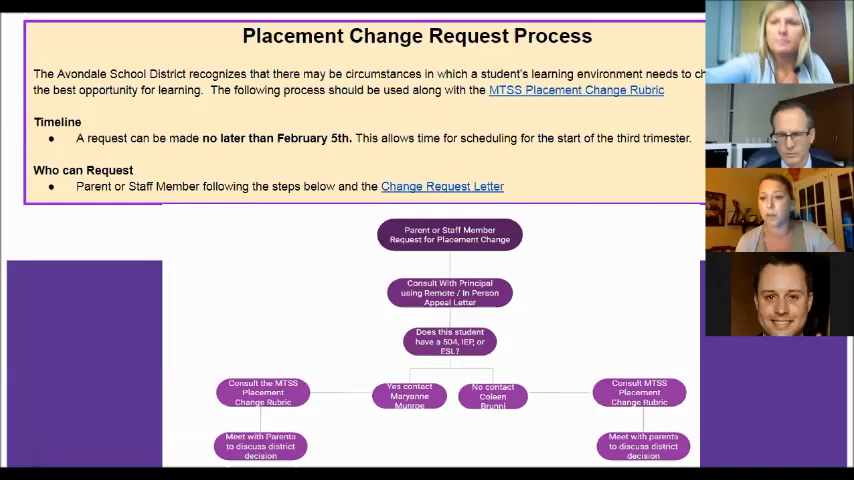 Placement Change Request Process
The Avondale School District recognizes that there may be circumstances in which a student's learning environment needs to
the best opportunity for learning. The following process should be used along with the MTSS Placement Change Rubric
Timeline
● A request can be made no later than February 5th. This allows time for scheduling for the start of the third trimester.
Who can Request
● Parent or Staff Member following the steps below and the Change Request Letter
Parent or Staff Member
Request for Placement Change
Consult With Principal
using Remote / In Person
Appeal Letter
Does this student
have a 504, IEP, or
ESL?
Consult the MTSS
Placement
Change Rubric
Yes contact
Maryanne
Munroe
No contact
Coleen
Brunni
Consult MTSS
Placement
Change Rubric
Meet with Parents
to discuss district
decision
Meet with parents
to discuss district
decision